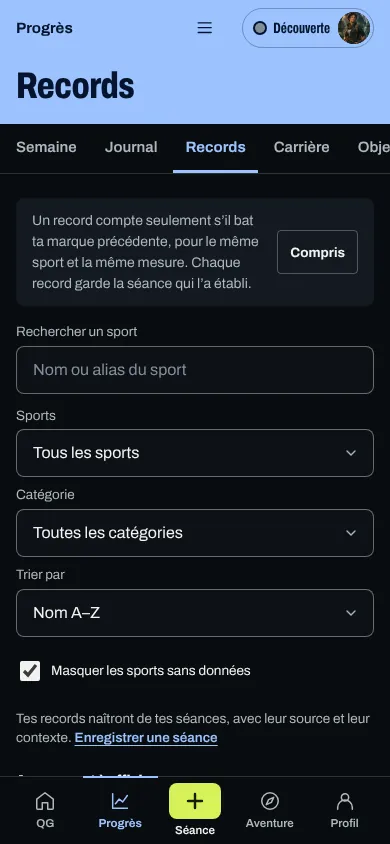 Progrès
Découverte
Records
Semaine Journal Records Carrière Obje
Un record compte seulement s’il bat
ta marque précédente, pour le même
sport et la même mesure. Chaque
record garde la séance qui l’a établi.
Compris
Rechercher un sport
Nom ou alias du sport
Sports
Tous les sports
Catégorie
Toutes les catégories
Trier par
Nom A–Z
Masquer les sports sans données
Tes records naîtront de tes séances, avec leur source et leur
contexte. Enregistrer une séance
QG Progrès Séance Aventure Profil